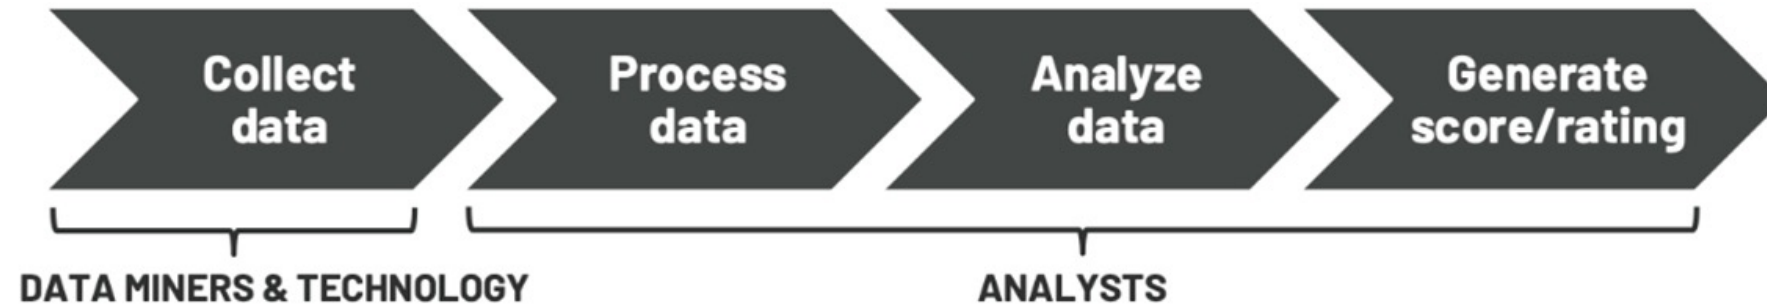 Collect
data
Process
data
Analyze
data
Generate
score/rating
DATA MINERS & TECHNOLOGY
ANALYSTS